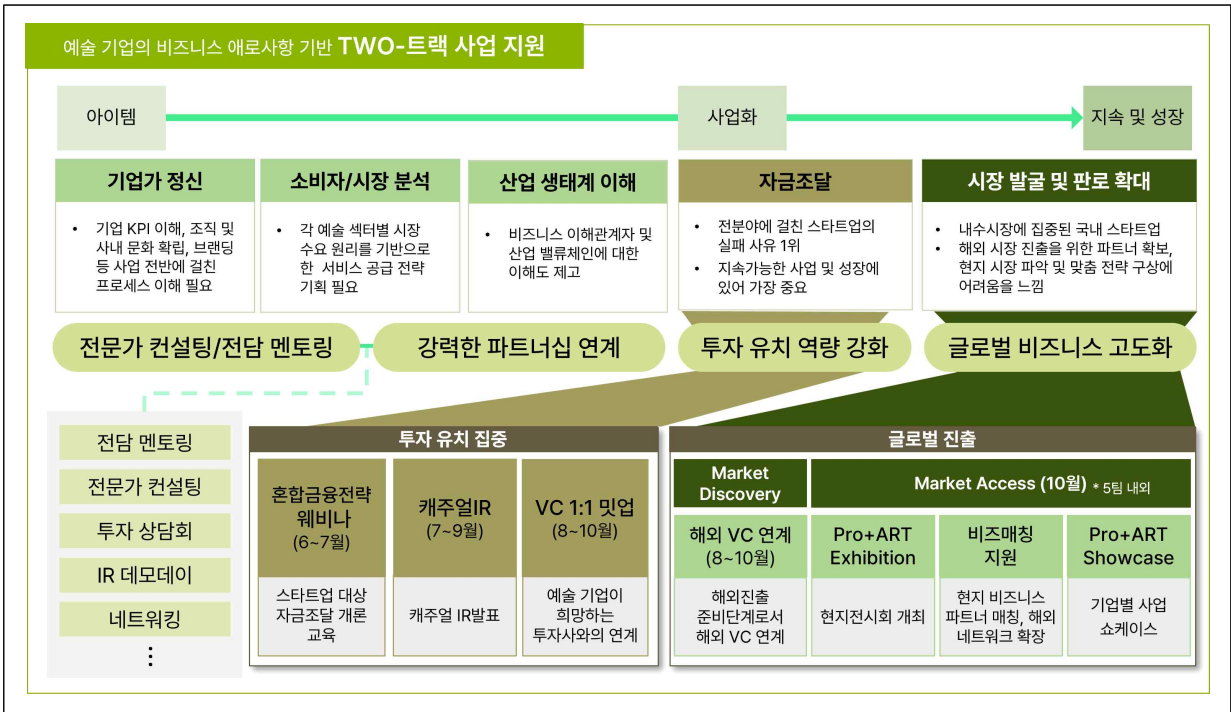 예술 기업의 비즈니스 애로사항 기반 TWO-트랙 사업 지원
아이템
사업화
지속 및 성장
기업가 정신
• 기업 KPI 이해, 조직 및
사내 문화 확립, 브랜딩
등 사업 전반에 걸친
프로세스 이해 필요
소비자/시장 분석
• 각 예술 섹터별 시장
수요 원리를 기반으로
한 서비스 공급 전략
기획 필요
산업 생태계 이해
• 비즈니스 이해관계자 및
산업 밸류체인에 대한
이해도 제고
자금조달
• 전분야에 걸친 스타트업의
실패 사유 1위
• 지속가능한 사업 및 성장에
있어 가장 중요
시장 발굴 및 판로 확대
• 내수시장에 집중된 국내 스타트업
• 해외 시장 진출을 위한 파트너 확보,
현지 시장 파악 및 맞춤 전략 구상에
어려움을 느낌
전문가 컨설팅/전담 멘토링
강력한 파트너십 연계
투자 유치 역량 강화
글로벌 비즈니스 고도화
전담 멘토링
전문가 컨설팅
투자 상담회
IR 데모데이
네트워킹
⋮
투자 유치 집중
혼합금융전략
웨비나
(6~7월)
스타트업 대상
자금조달 개론
교육
캐주얼IR
(7~9월)
캐주얼 IR발표
VC 1:1 밋업
(8~10월)
예술 기업이
희망하는
투자사와의 연계
글로벌 진출
Market
Discovery
Market Access (10월) * 5팀 내외
해외 VC 연계
(8~10월)
해외진출
준비단계로서
해외 VC 연계
Pro+ART
Exhibition
현지전시회 개최
비즈매칭
지원
현지 비즈니스
파트너 매칭, 해외
네트워크 확장
Pro+ART
Showcase
기업별 사업
쇼케이스